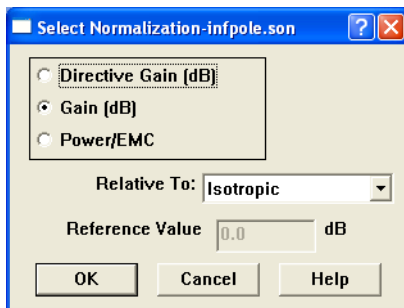 Select Normalization-infpole.son
Directive Gain (dB)
Gain (dB)
Power/EMC
Relative To: Isotropic
Reference Value 0.0 dB
OK Cancel Help